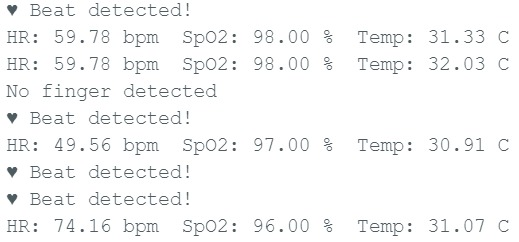 ♥ Beat detected!
HR: 59.78 bpm  SpO2: 98.00 %  Temp: 31.33 C
HR: 59.78 bpm  SpO2: 98.00 %  Temp: 32.03 C
No finger detected
♥ Beat detected!
HR: 49.56 bpm  SpO2: 97.00 %  Temp: 30.91 C
♥ Beat detected!
♥ Beat detected!
HR: 74.16 bpm  SpO2: 96.00 %  Temp: 31.07 C